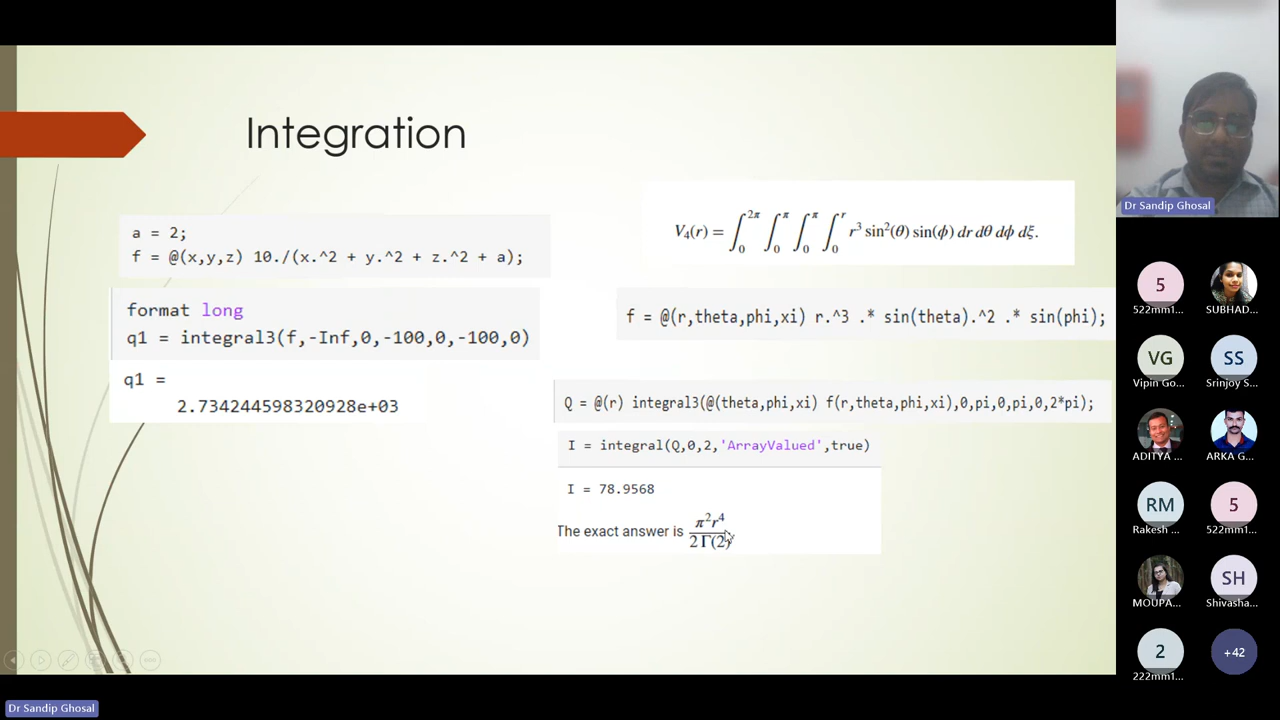 Integration
a = 2;
f = @(x,y,z) 10./(x.^2 + y.^2 + z.^2 + a);
format long
q1 = integral3(f,-Inf,0,-100,0,-100,0)
q1 =
2.734244598320928e+03
V₄(r) = ∫₀^2π ∫₀^π ∫₀^π ∫₀^r r³ sin²(θ) sin(ϕ) dr dθ dϕ dξ.
f = @(r,theta,phi,xi) r.^3 .* sin(theta).^2 .* sin(phi);
Q = @(r) integral3(@(theta,phi,xi) f(r,theta,phi,xi),0,pi,0,pi,0,2*pi);
I = integral(Q,0,2,'ArrayValued',true)
I = 78.9568
The exact answer is π²r⁴ / 2 Γ(2)
Dr Sandip Ghosal
5
522mm1...
SUBHAD...
VG
Vipin Go...
SS
Srinjoy S...
ADITYA ...
ARKA G...
RM
Rakesh ...
5
522mm1...
MOUPA...
SH
Shivasha...
2
222mm1...
+42
Dr Sandip Ghosal